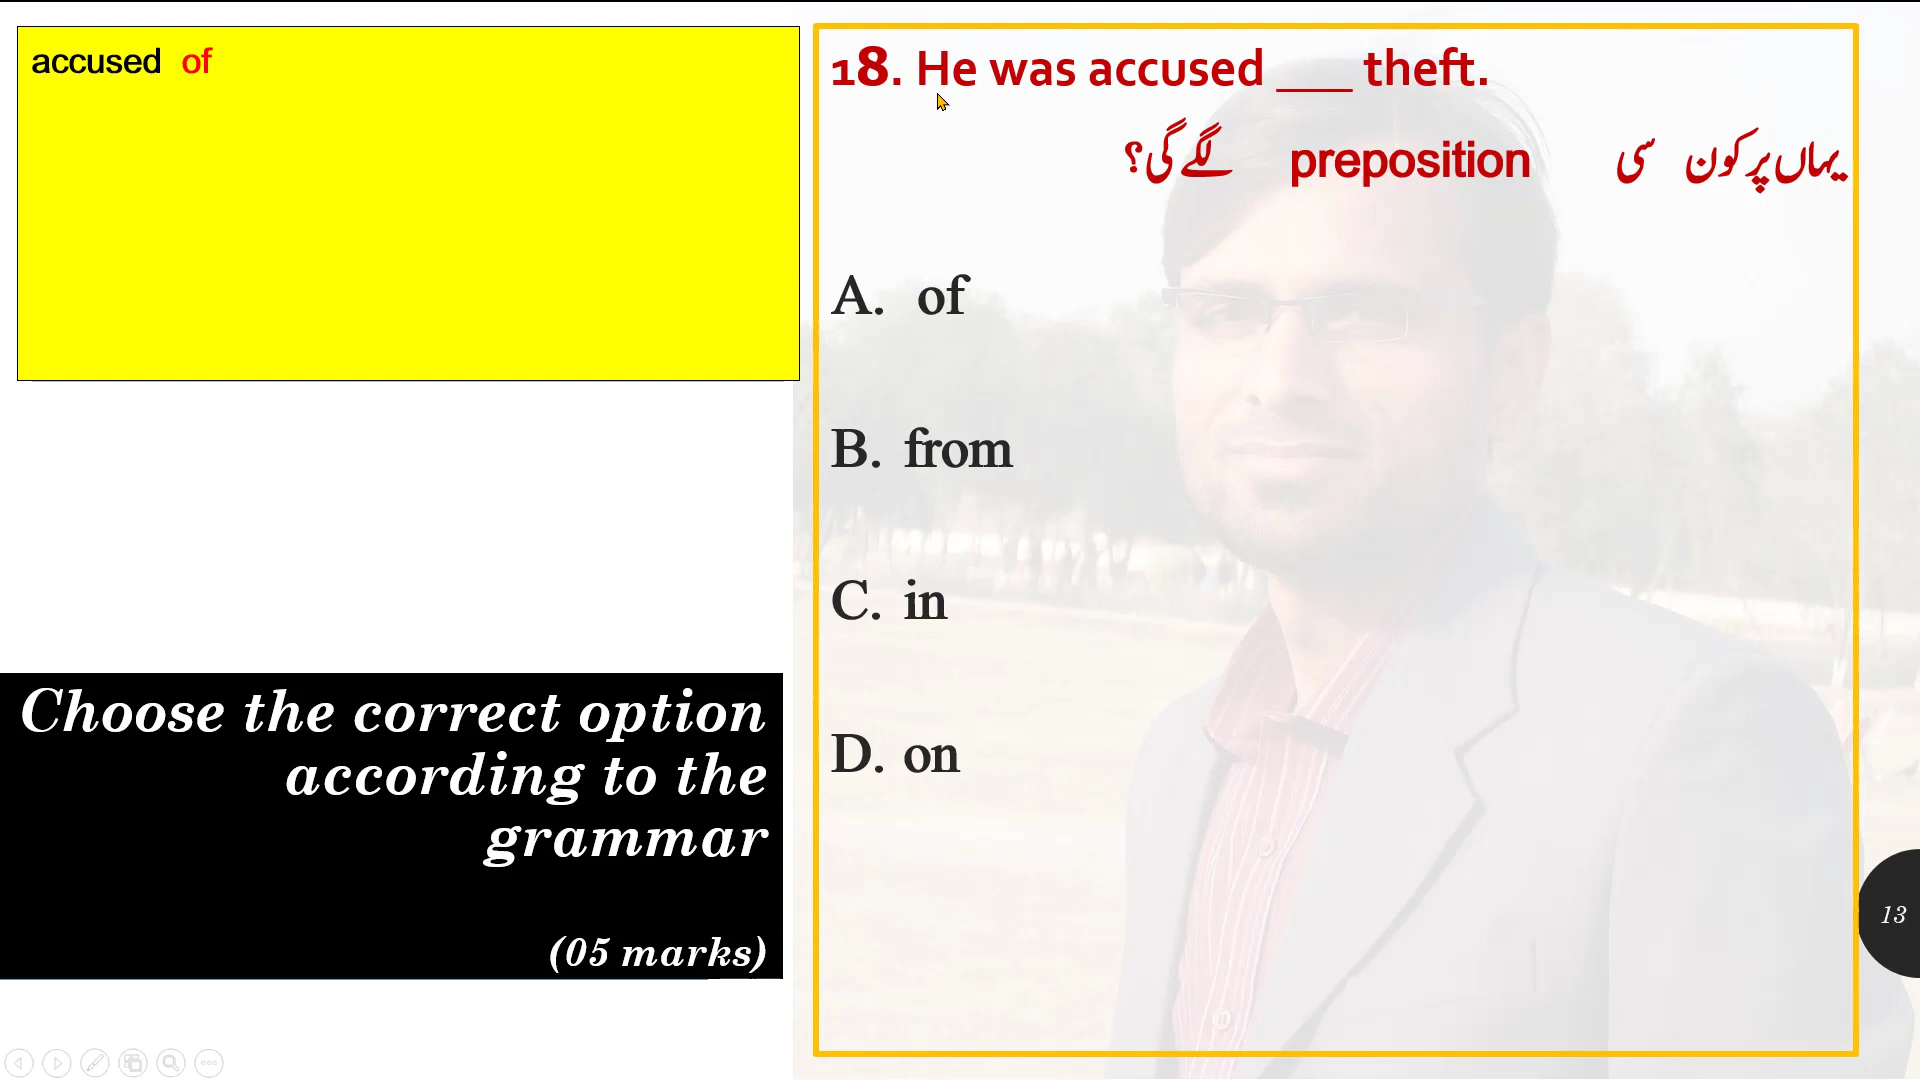 accused of
18. He was accused ___ theft.
یہاں پر کون سی preposition لگے گی؟
A. of
B. from
C. in
D. on
Choose the correct option
according to the
grammar
(05 marks)
13